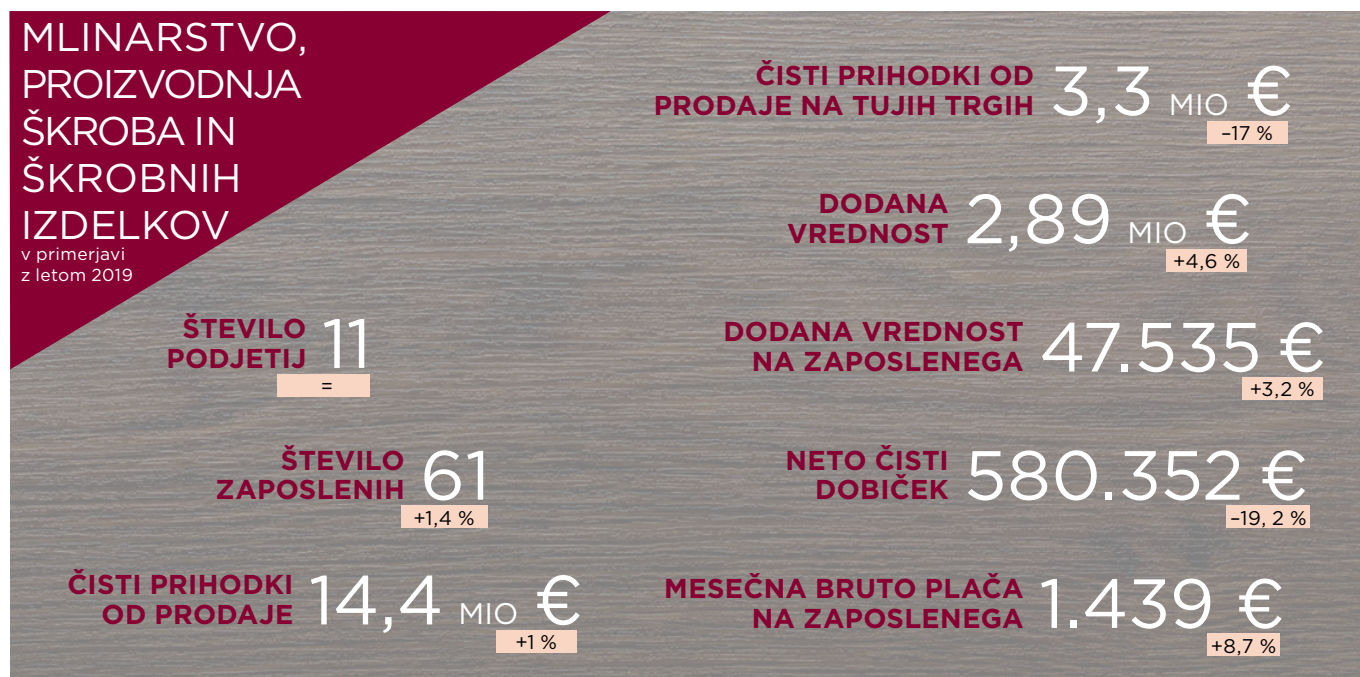 MLINARSTVO,
PROIZVODNJA
ŠKROBA IN
ŠKROBNIH
IZDELKOV
v primerjavi
z letom 2019
ŠTEVILO
PODJETIJ 11
=
ŠTEVILO
ZAPOSLENIH 61
+1,4 %
ČISTI PRIHODKI
OD PRODAJE 14,4 MIO €
+1 %
ČISTI PRIHODKI OD
PRODAJE NA TUJIH TRGIH 3,3 MIO €
–17 %
DODANA
VREDNOST 2,89 MIO €
+4,6 %
DODANA VREDNOST
NA ZAPOSLENEGA 47.535 €
+3,2 %
NETO ČISTI
DOBIČEK 580.352 €
–19, 2 %
MESEČNA BRUTO PLAČA
NA ZAPOSLENEGA 1.439 €
+8,7 %